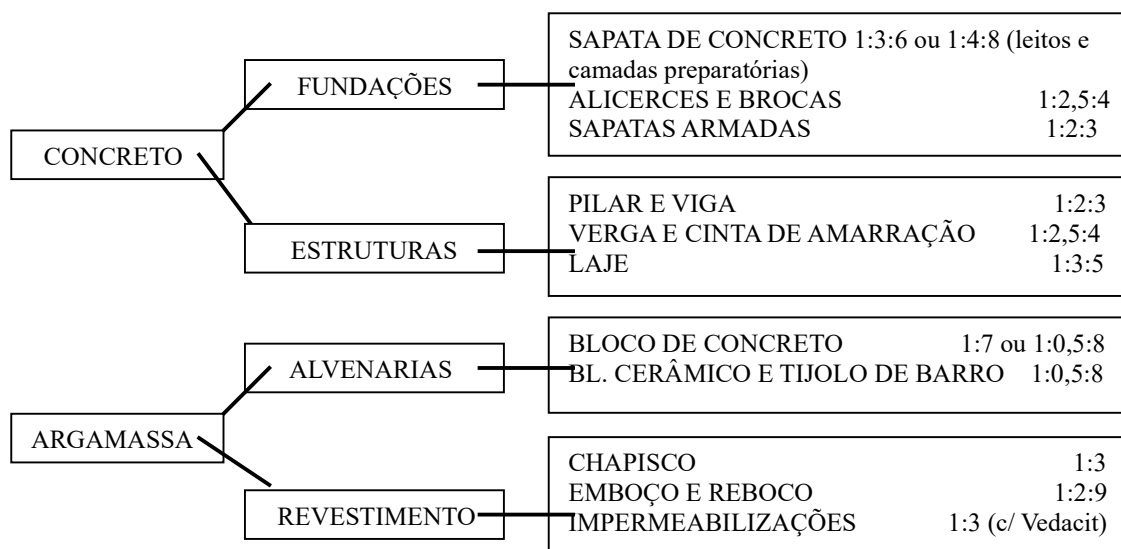 CONCRETO
FUNDAÇÕES
SAPATA DE CONCRETO 1:3:6 ou 1:4:8 (leitos e
camadas preparatórias)
ALICERCES E BROCAS 1:2,5:4
SAPATAS ARMADAS 1:2:3
ESTRUTURAS
PILAR E VIGA 1:2:3
VERGA E CINTA DE AMARRAÇÃO 1:2,5:4
LAJE 1:3:5
ARGAMASSA
ALVENARIAS
BLOCO DE CONCRETO 1:7 ou 1:0,5:8
BL. CERÂMICO E TIJOLO DE BARRO 1:0,5:8
REVESTIMENTO
CHAPISCO 1:3
EMBOÇO E REBOCO 1:2:9
IMPERMEABILIZAÇÕES 1:3 (c/ Vedacit)